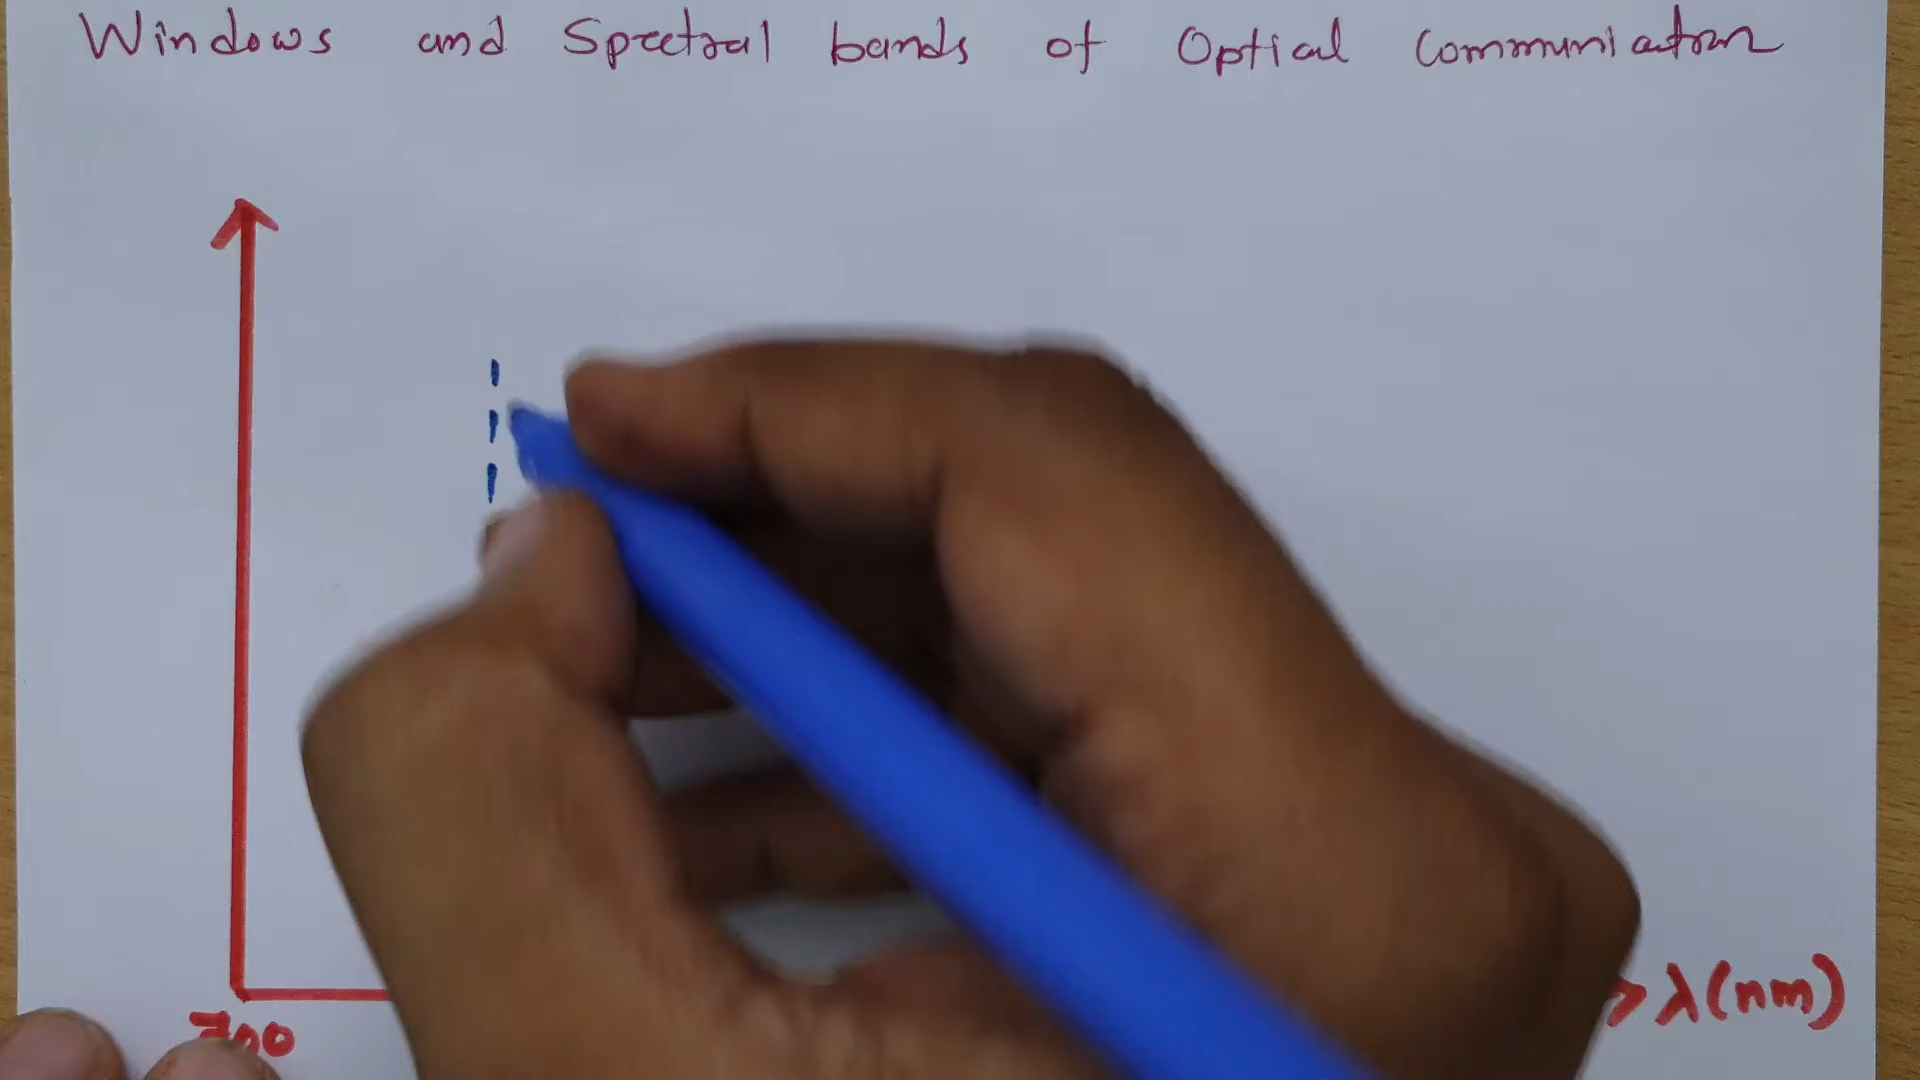 Windows and Spectral bands of Optical Communication
λ(nm)
700